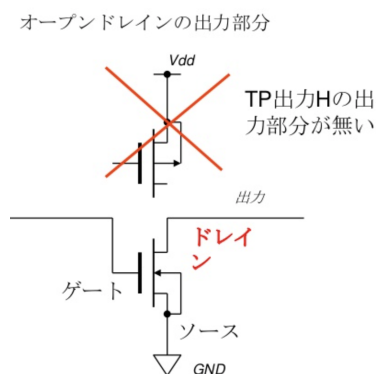 オープンドレインの出力部分
Vdd
TP出力Hの出
力部分が無い
出力
ドレイ
ン
ゲート
ソース
GND